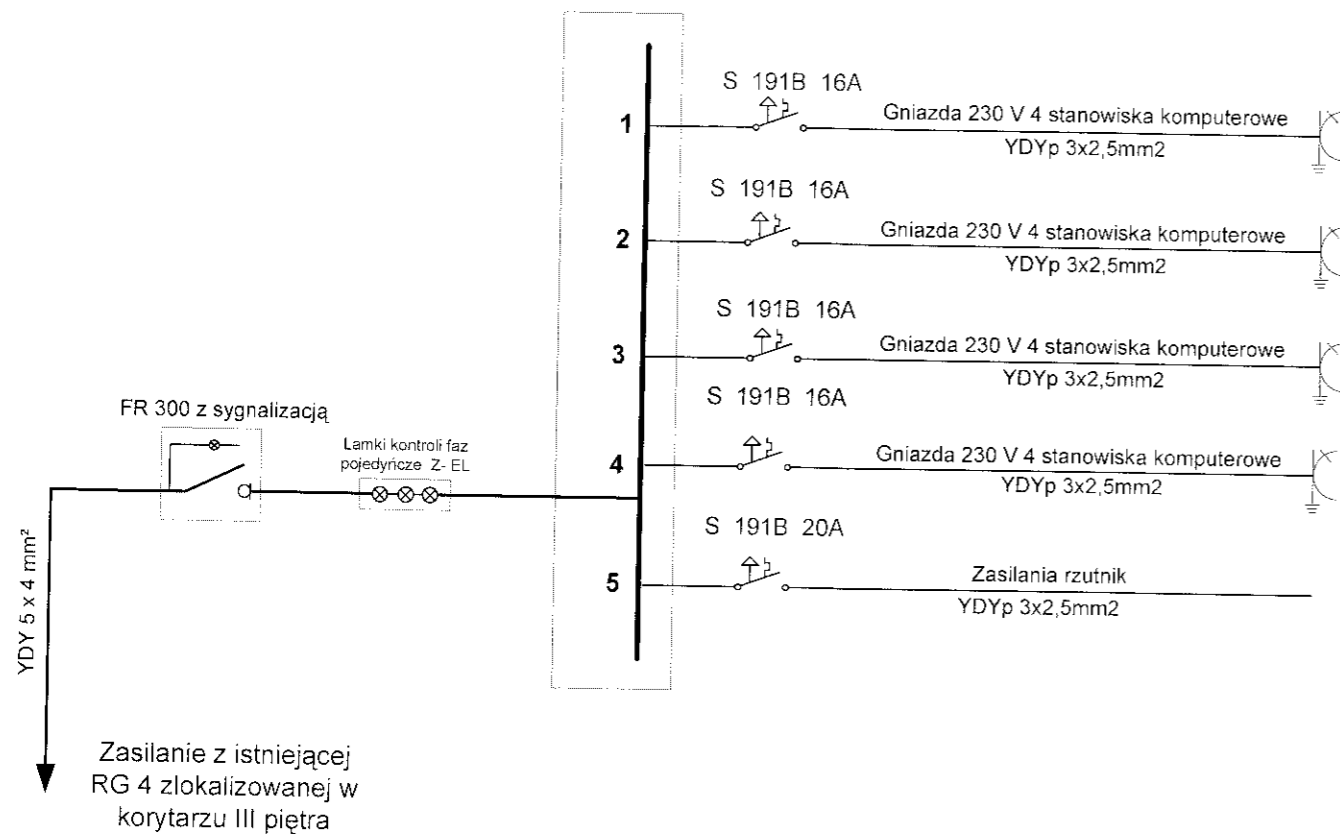 S 191B 16A
1
Gniazda 230 V 4 stanowiska komputerowe
YDYp 3x2,5mm2
S 191B 16A
2
Gniazda 230 V 4 stanowiska komputerowe
YDYp 3x2,5mm2
S 191B 16A
3
Gniazda 230 V 4 stanowiska komputerowe
YDYp 3x2,5mm2
S 191B 16A
4
Gniazda 230 V 4 stanowiska komputerowe
YDYp 3x2,5mm2
S 191B 20A
5
Zasilania rzutnik
YDYp 3x2,5mm2
FR 300 z sygnalizacją
Lamki kontroli faz
pojedyńcze Z- EL
YDY 5 x 4 mm²
Zasilanie z istniejącej
RG 4 zlokalizowanej w
korytarzu III piętra